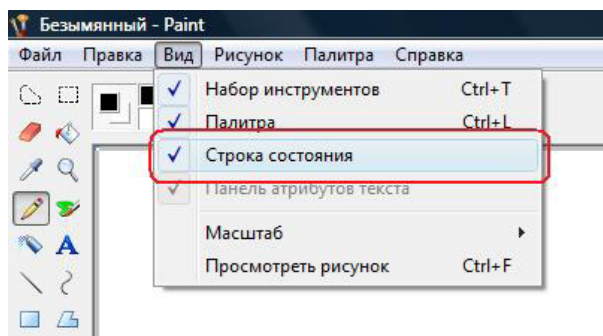 Безымянный - Paint
Файл Правка Вид Рисунок Палитра Справка
Набор инструментов Ctrl+T
Палитра Ctrl+L
Строка состояния
Панель атрибутов текста
Масштаб
Просмотреть рисунок Ctrl+F